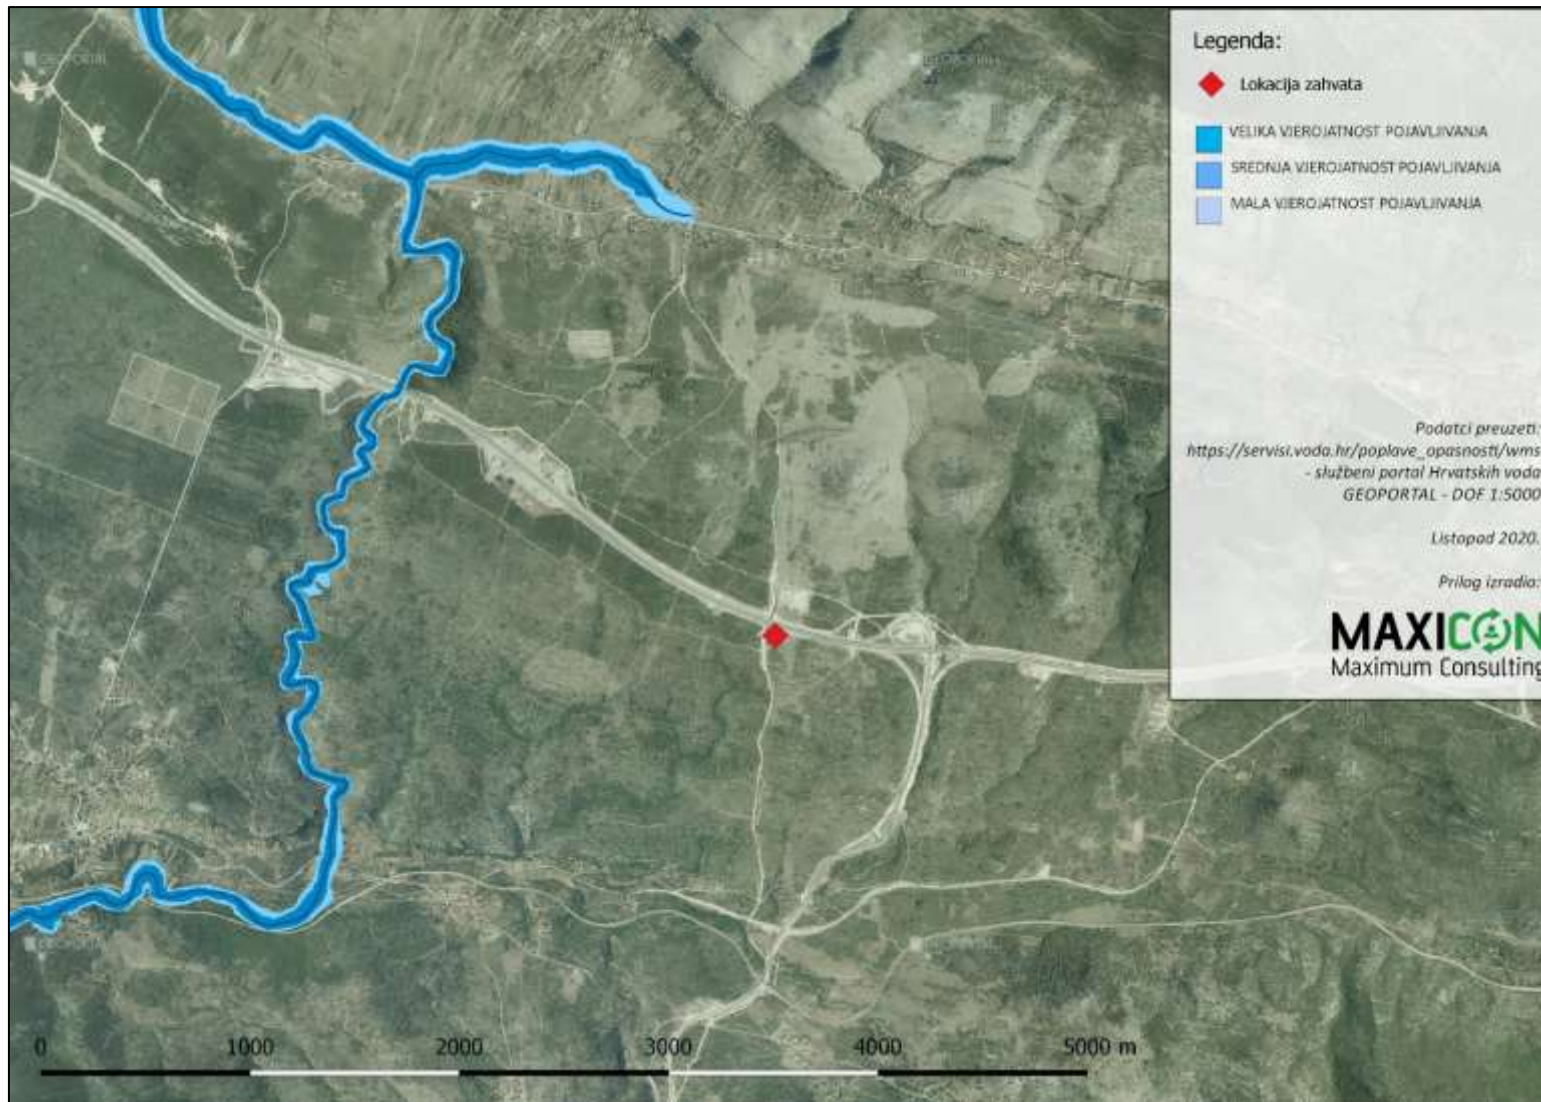 Legenda:
Lokacija zahvata
VELIKA VJEROJATNOST POJAVLJIVANJA
SREDNJA VJEROJATNOST POJAVLJIVANJA
MALA VJEROJATNOST POJAVLJIVANJA
Podatci preuzeti:
https://servisi.voda.hr/poplave_opasnosti/wms
- službeni portal Hrvatskih voda
GEOPORTAL - DOF 1:5000
Listopad 2020.
Prilog izradio:
MAXICON
Maximum Consulting
GEOPORTAL
0 1000 2000 3000 4000 5000 m